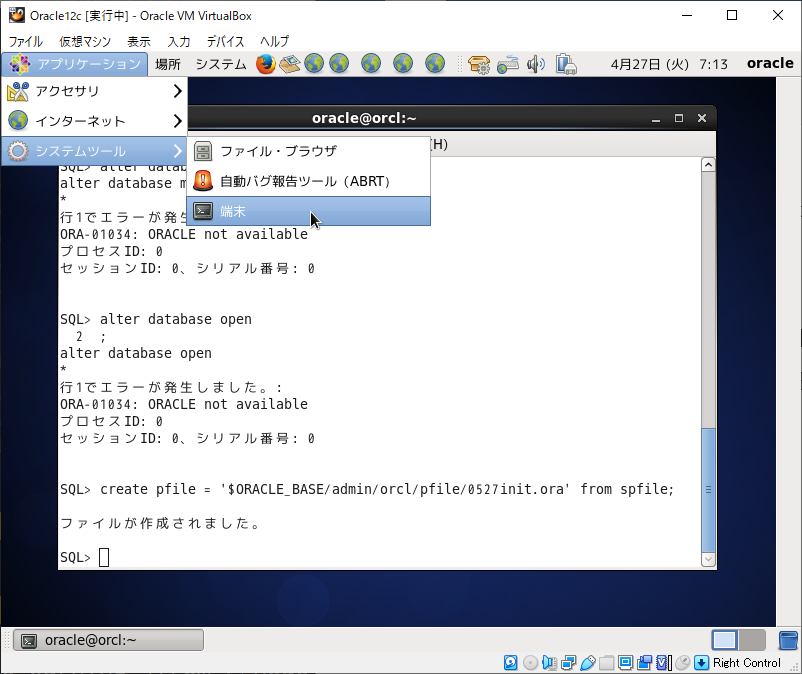 Oracle12c [実行中] - Oracle VM VirtualBox
ファイル 仮想マシン 表示 入力 デバイス ヘルプ
アプリケーション 場所 システム 4月27日 (火) 7:13 oracle
アクセサリ
インターネット
システムツール
oracle@orcl:~
(H)
ファイル・ブラウザ
自動バグ報告ツール (ABRT)
端末
SQL> alter datab
alter database m
*
行1でエラーが発生
ORA-01034: ORACLE not available
プロセスID: 0
セッションID: 0、シリアル番号: 0
SQL> alter database open
2 ;
alter database open
*
行1でエラーが発生しました。:
ORA-01034: ORACLE not available
プロセスID: 0
セッションID: 0、シリアル番号: 0
SQL> create pfile = '$ORACLE_BASE/admin/orcl/pfile/0527init.ora' from spfile;
ファイルが作成されました。
SQL>
oracle@orcl:~
Right Control